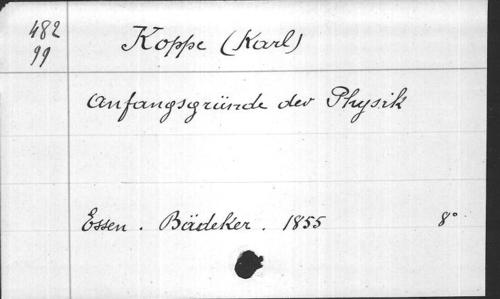 482
99
Koppe (Karl)
Anfangsgründe der Physik
Essen. Bädeker. 1855 8°